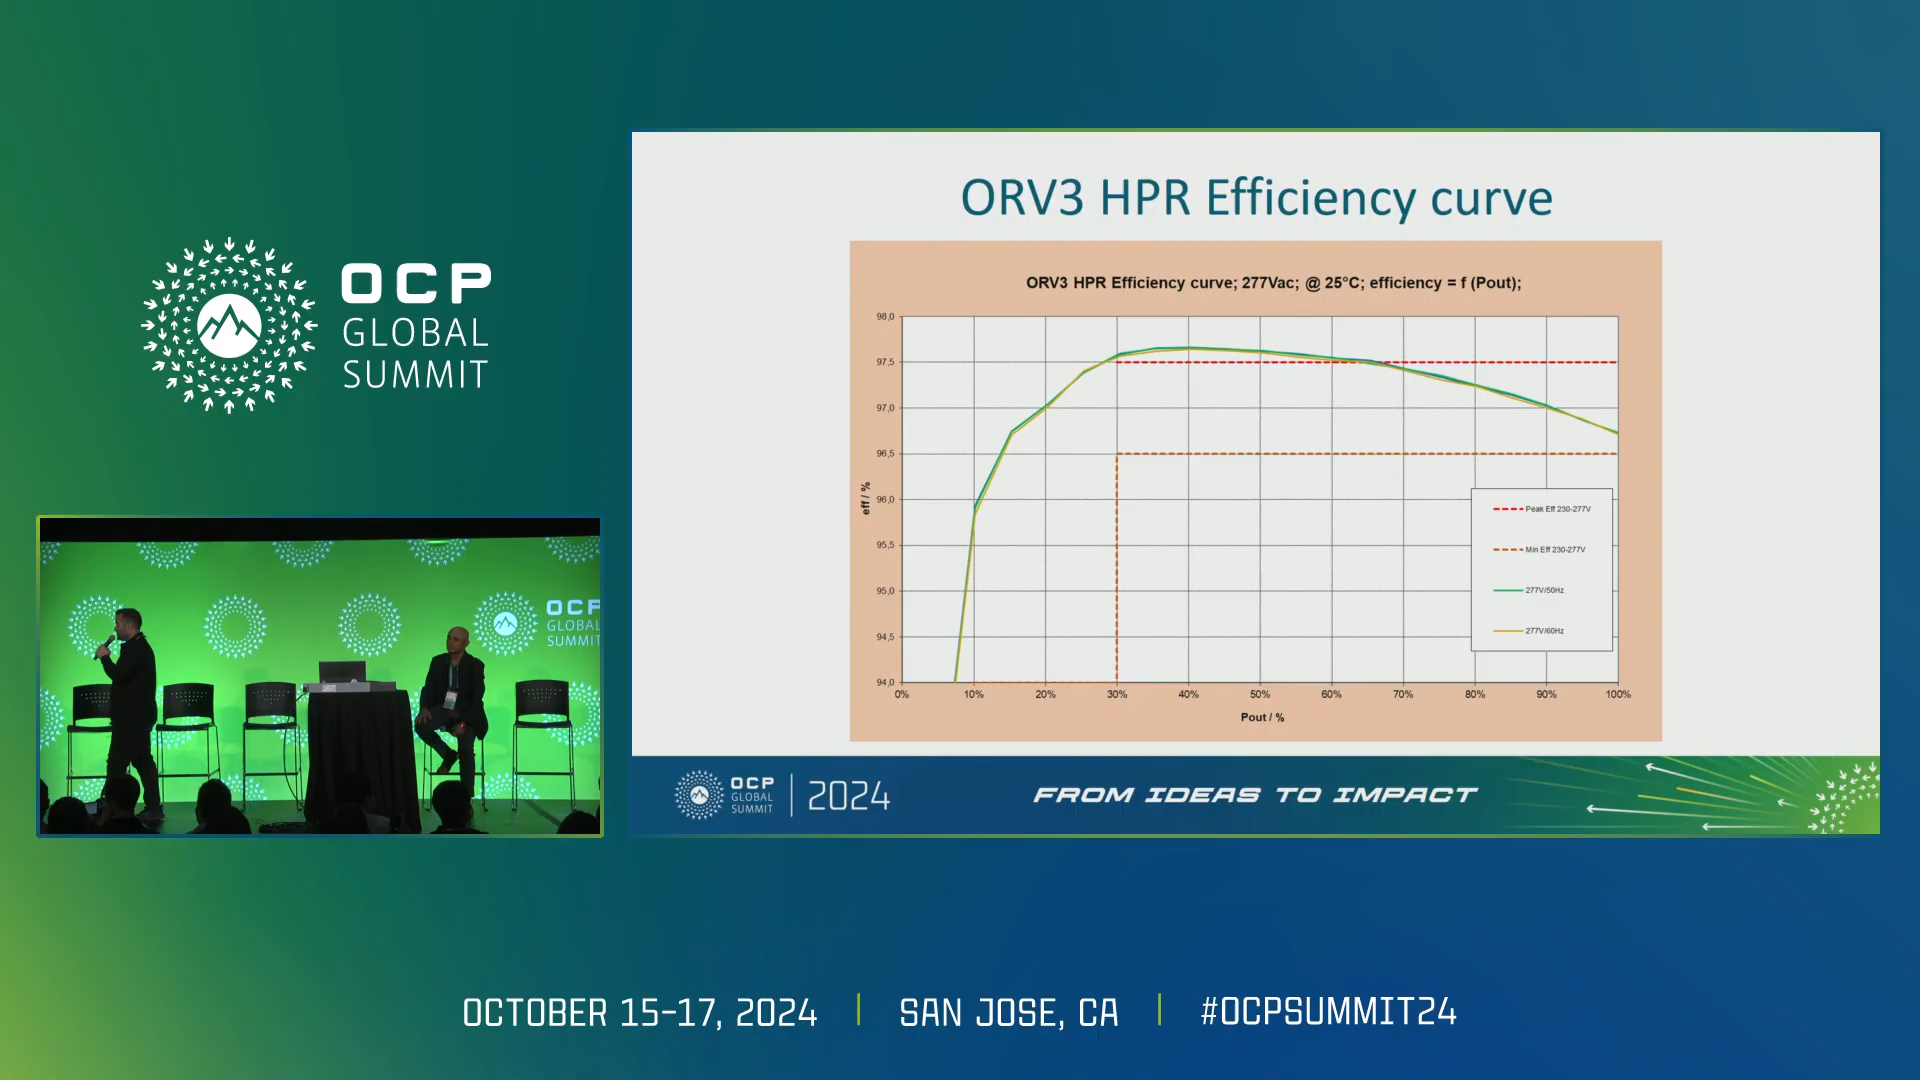 OCP
GLOBAL
SUMMIT
ORV3 HPR Efficiency curve
ORV3 HPR Efficiency curve; 277Vac; @ 25°C; efficiency = f (Pout);
98,0
97,5
97,0
96,5
96,0
95,5
95,0
94,5
94,0
eff / %
0% 10% 20% 30% 40% 50% 60% 70% 80% 90% 100%
Pout / %
Peak Eff 230-277V
Min Eff 230-277V
277V/50Hz
277V/60Hz
OCP
GLOBAL
SUMMIT
OCP
GLOBAL
SUMMIT
2024
FROM IDEAS TO IMPACT
OCTOBER 15-17, 2024 | SAN JOSE, CA | #OCPSUMMIT24